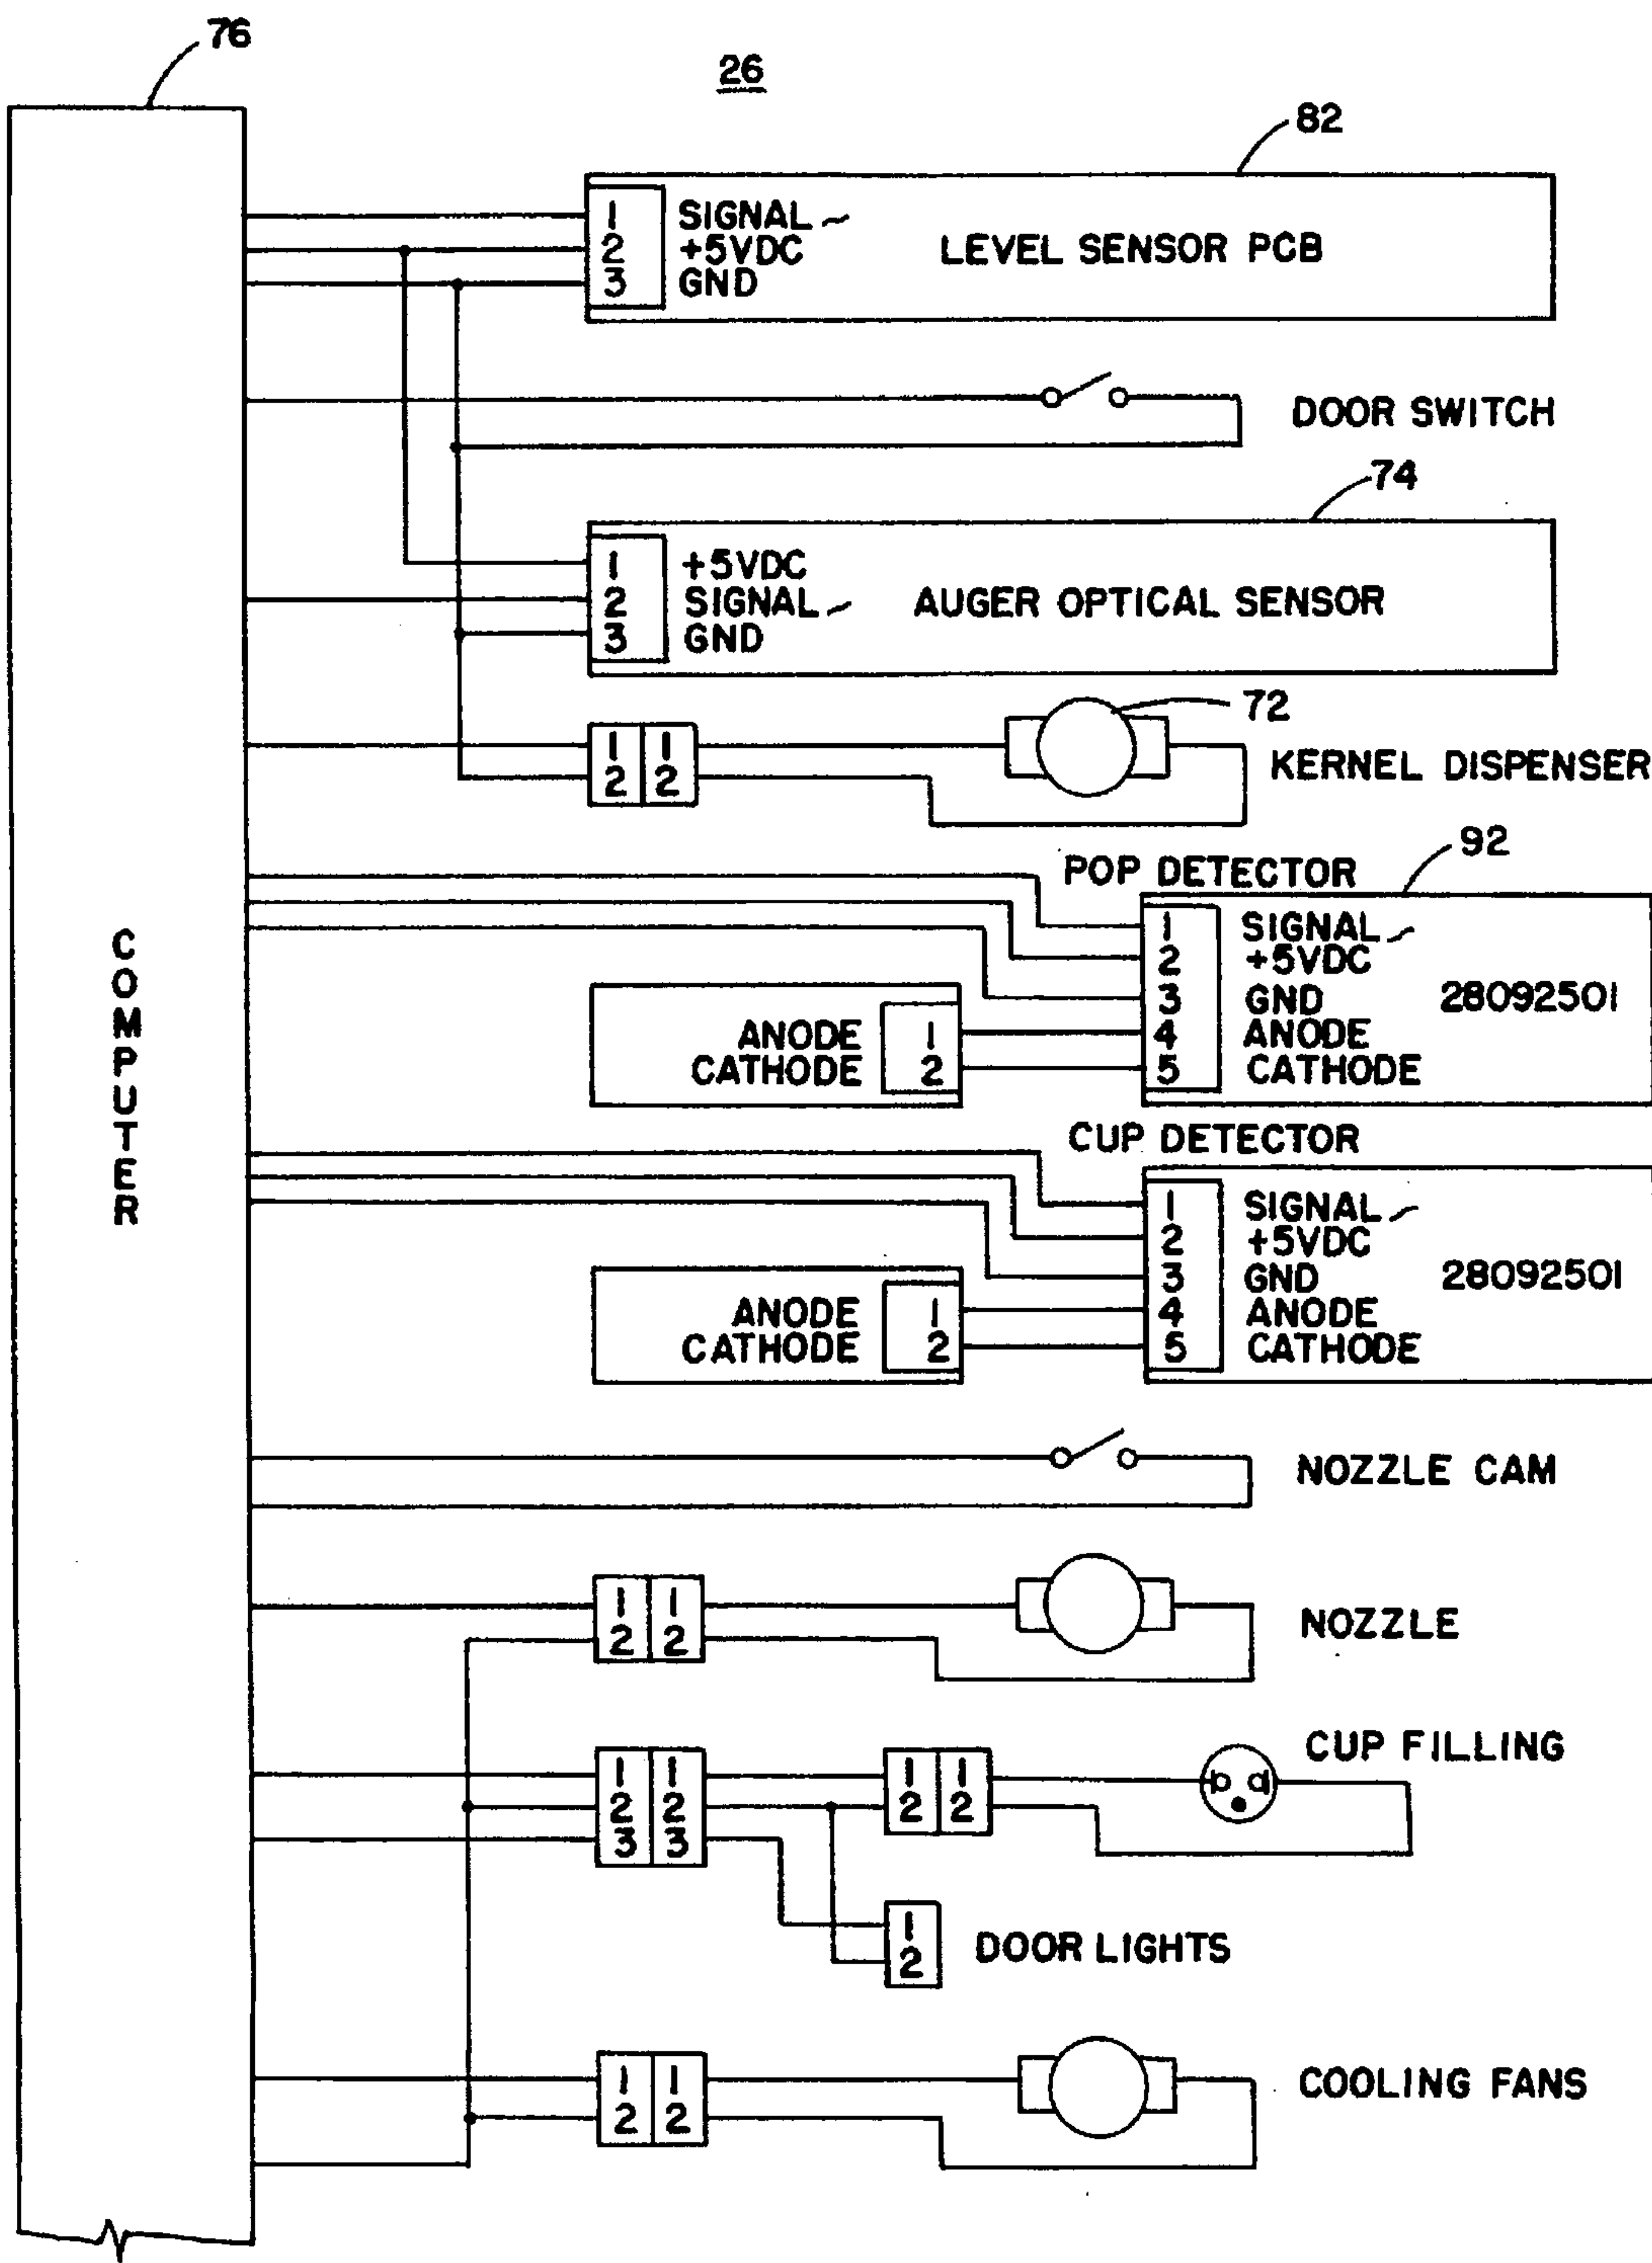 76
26
82
1 SIGNAL
2 +5VDC
3 GND
LEVEL SENSOR PCB
DOOR SWITCH
74
1 +5VDC
2 SIGNAL
3 GND
AUGER OPTICAL SENSOR
72
1 1
2 2
KERNEL DISPENSER
POP DETECTOR
92
1 SIGNAL
2 +5VDC
3 GND
4 ANODE
5 CATHODE
28092501
ANODE 1
CATHODE 2
COMPUTER
CUP DETECTOR
1 SIGNAL
2 +5VDC
3 GND
4 ANODE
5 CATHODE
28092501
ANODE 1
CATHODE 2
NOZZLE CAM
1 1
2 2
NOZZLE
CUP FILLING
1 1
2 2
3 3
1 1
2 2
1
2
DOOR LIGHTS
1 1
2 2
COOLING FANS